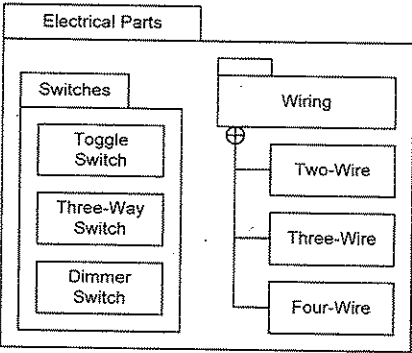 Electrical Parts
Switches
Toggle
Switch
Three-Way
Switch
Dimmer
Switch
Wiring
Two-Wire
Three-Wire
Four-Wire